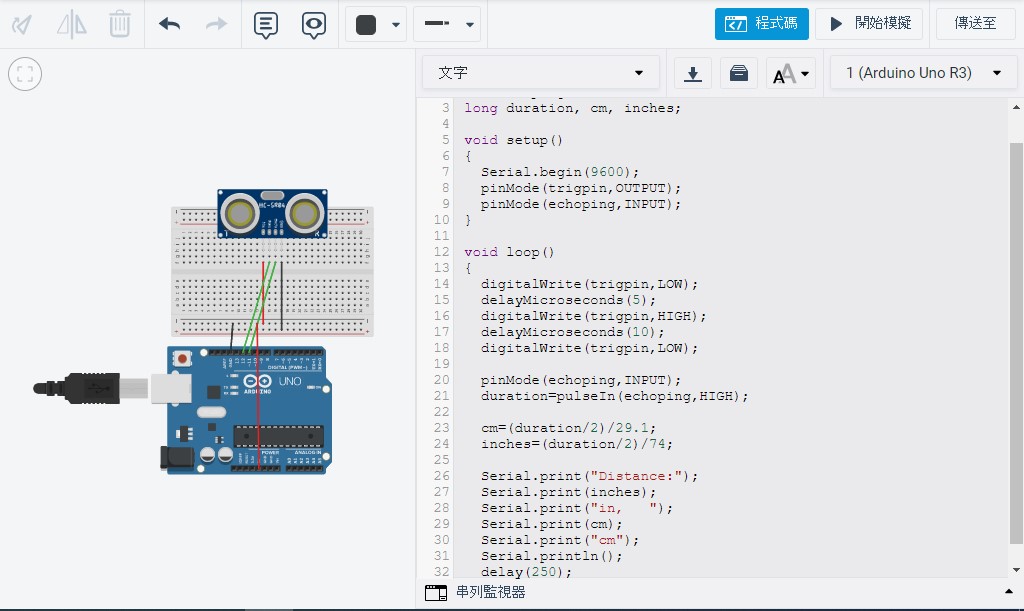 程式碼
開始模擬
傳送至
文字
1 (Arduino Uno R3)
3 long duration, cm, inches;
4
5 void setup()
6 {
7 Serial.begin(9600);
8 pinMode(trigpin,OUTPUT);
9 pinMode(echoping,INPUT);
10 }
11
12 void loop()
13 {
14 digitalWrite(trigpin,LOW);
15 delayMicroseconds(5);
16 digitalWrite(trigpin,HIGH);
17 delayMicroseconds(10);
18 digitalWrite(trigpin,LOW);
19
20 pinMode(echoping,INPUT);
21 duration=pulseIn(echoping,HIGH);
22
23 cm=(duration/2)/29.1;
24 inches=(duration/2)/74;
25
26 Serial.print("Distance:");
27 Serial.print(inches);
28 Serial.print("in,   ");
29 Serial.print(cm);
30 Serial.print("cm");
31 Serial.println();
32 delay(250);
串列監視器
HC-SR04
DIGITAL (PWM~)
UNO
ARDUINO
POWER
ANALOG IN